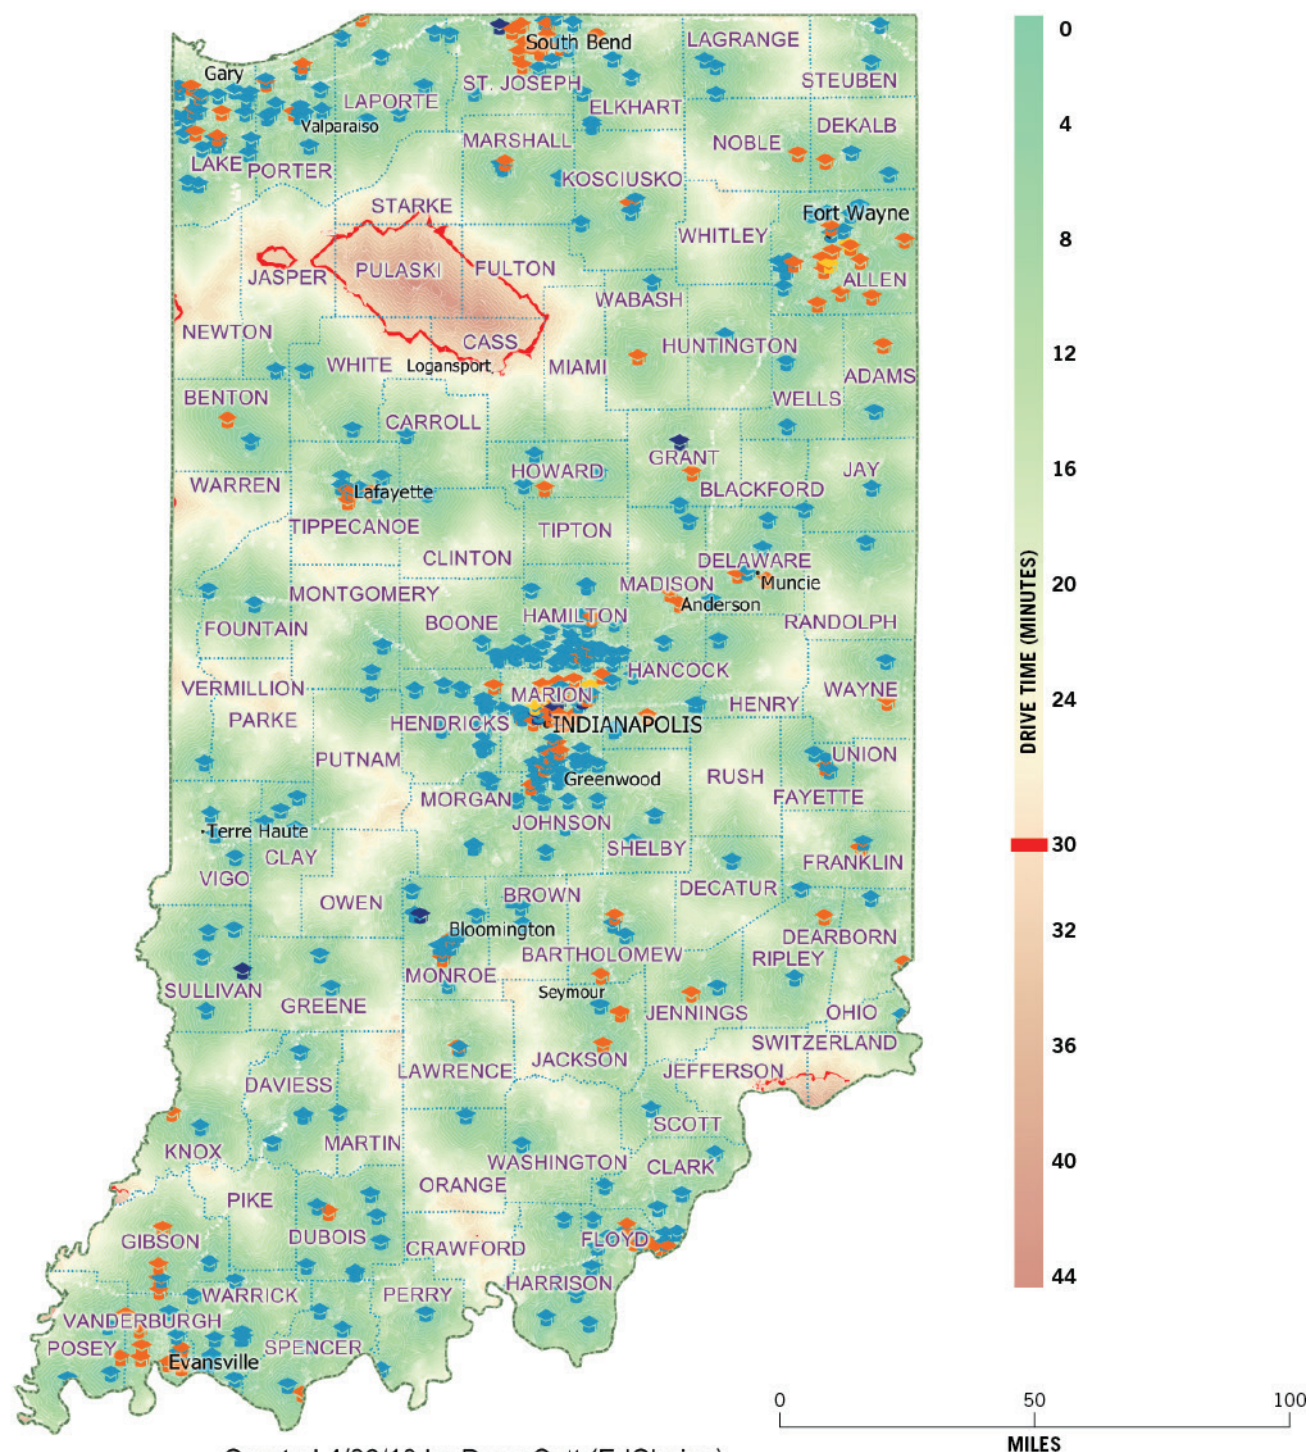 South Bend
LAGRANGE
STEUBEN
Gary
ST. JOSEPH
LAPORTE
ELKHART
Valparaiso
DEKALB
MARSHALL
NOBLE
LAKE
PORTER
KOSCIUSKO
STARKE
Fort Wayne
WHITLEY
JASPER
PULASKI
FULTON
ALLEN
WABASH
NEWTON
CASS
HUNTINGTON
WHITE
Logansport
MIAMI
ADAMS
BENTON
WELLS
CARROLL
GRANT
HOWARD
JAY
WARREN
Lafayette
BLACKFORD
TIPPECANOE
TIPTON
CLINTON
DELAWARE
MADISON
Muncie
MONTGOMERY
Anderson
HAMILTON
BOONE
RANDOLPH
FOUNTAIN
HANCOCK
VERMILLION
MARION
WAYNE
HENRY
PARKE
HENDRICKS
INDIANAPOLIS
PUTNAM
UNION
Greenwood
RUSH
MORGAN
FAYETTE
JOHNSON
Terre Haute
SHELBY
CLAY
FRANKLIN
VIGO
DECATUR
OWEN
BROWN
Bloomington
DEARBORN
BARTHOLOMEW
RIPLEY
MONROE
SULLIVAN
Seymour
GREENE
JENNINGS
OHIO
SWITZERLAND
JACKSON
LAWRENCE
JEFFERSON
DAVIESS
SCOTT
MARTIN
KNOX
WASHINGTON
CLARK
ORANGE
PIKE
DUBOIS
GIBSON
FLOYD
CRAWFORD
HARRISON
WARRICK
PERRY
VANDERBURGH
POSEY
SPENCER
Evansville
0
4
8
12
16
20
24
30
32
36
40
44
DRIVE TIME (MINUTES)
0 50 100
MILES